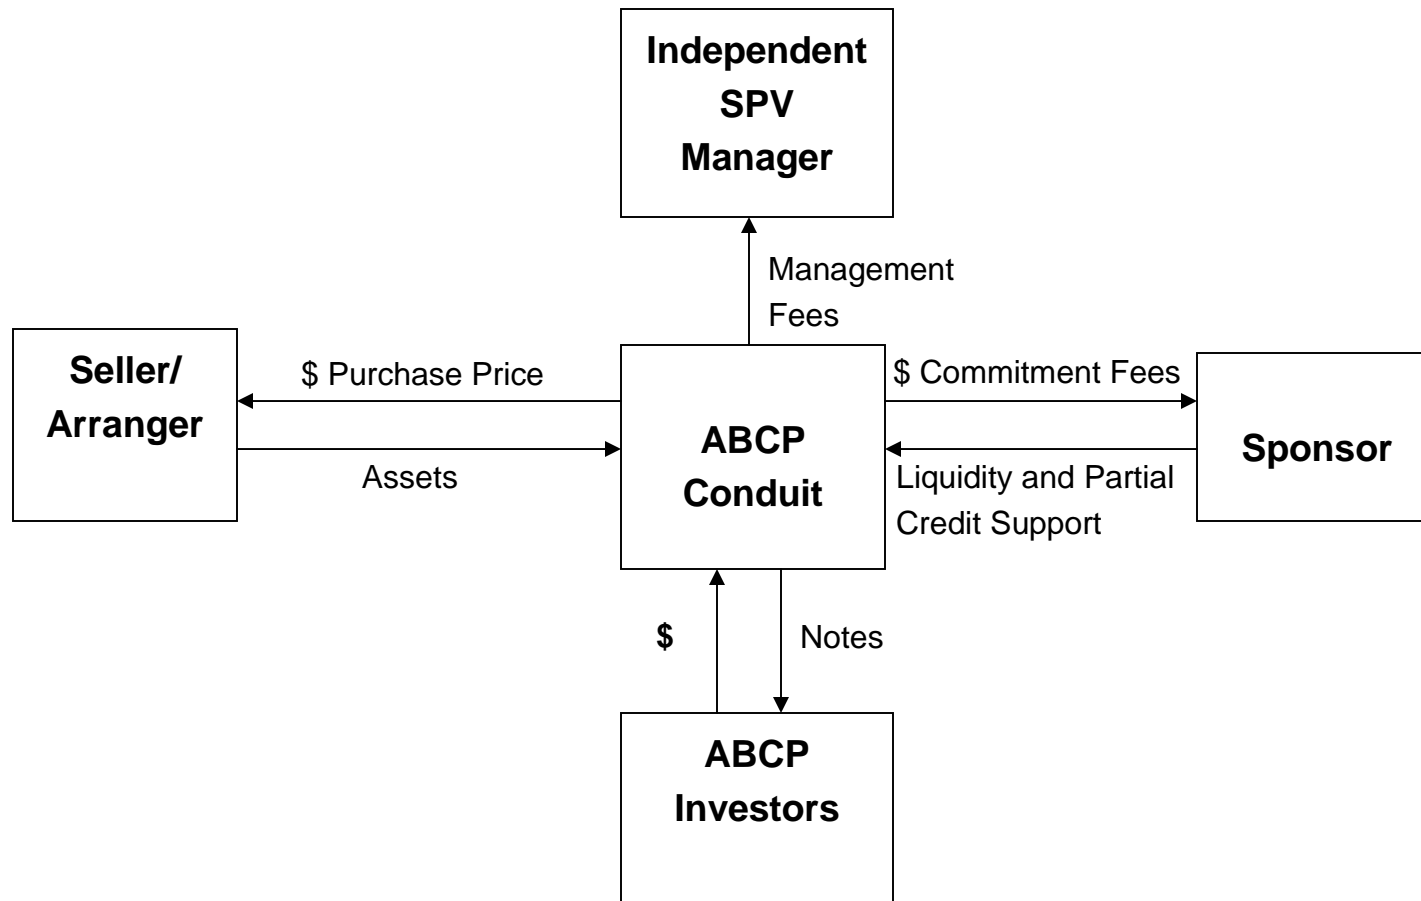 Independent
SPV
Manager
Management
Fees
Seller/
Arranger
$ Purchase Price
Assets
ABCP
Conduit
$ Commitment Fees
Liquidity and Partial
Credit Support
Sponsor
$
Notes
ABCP
Investors